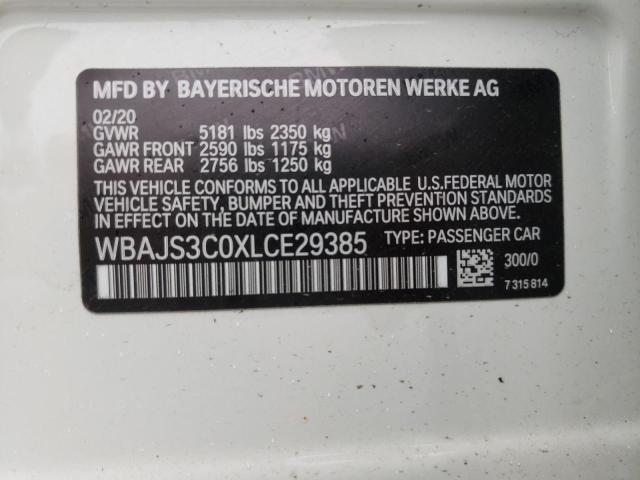 MFD BY BAYERISCHE MOTOREN WERKE AG
02/20
GVWR 5181 lbs 2350 kg
GAWR FRONT 2590 lbs 1175 kg
GAWR REAR 2756 lbs 1250 kg
THIS VEHICLE CONFORMS TO ALL APPLICABLE U.S.FEDERAL MOTOR
VEHICLE SAFETY, BUMPER AND THEFT PREVENTION STANDARDS
IN EFFECT ON THE DATE OF MANUFACTURE SHOWN ABOVE.
WBAJS3C0XLCE29385 TYPE: PASSENGER CAR
300/0
7 315 814